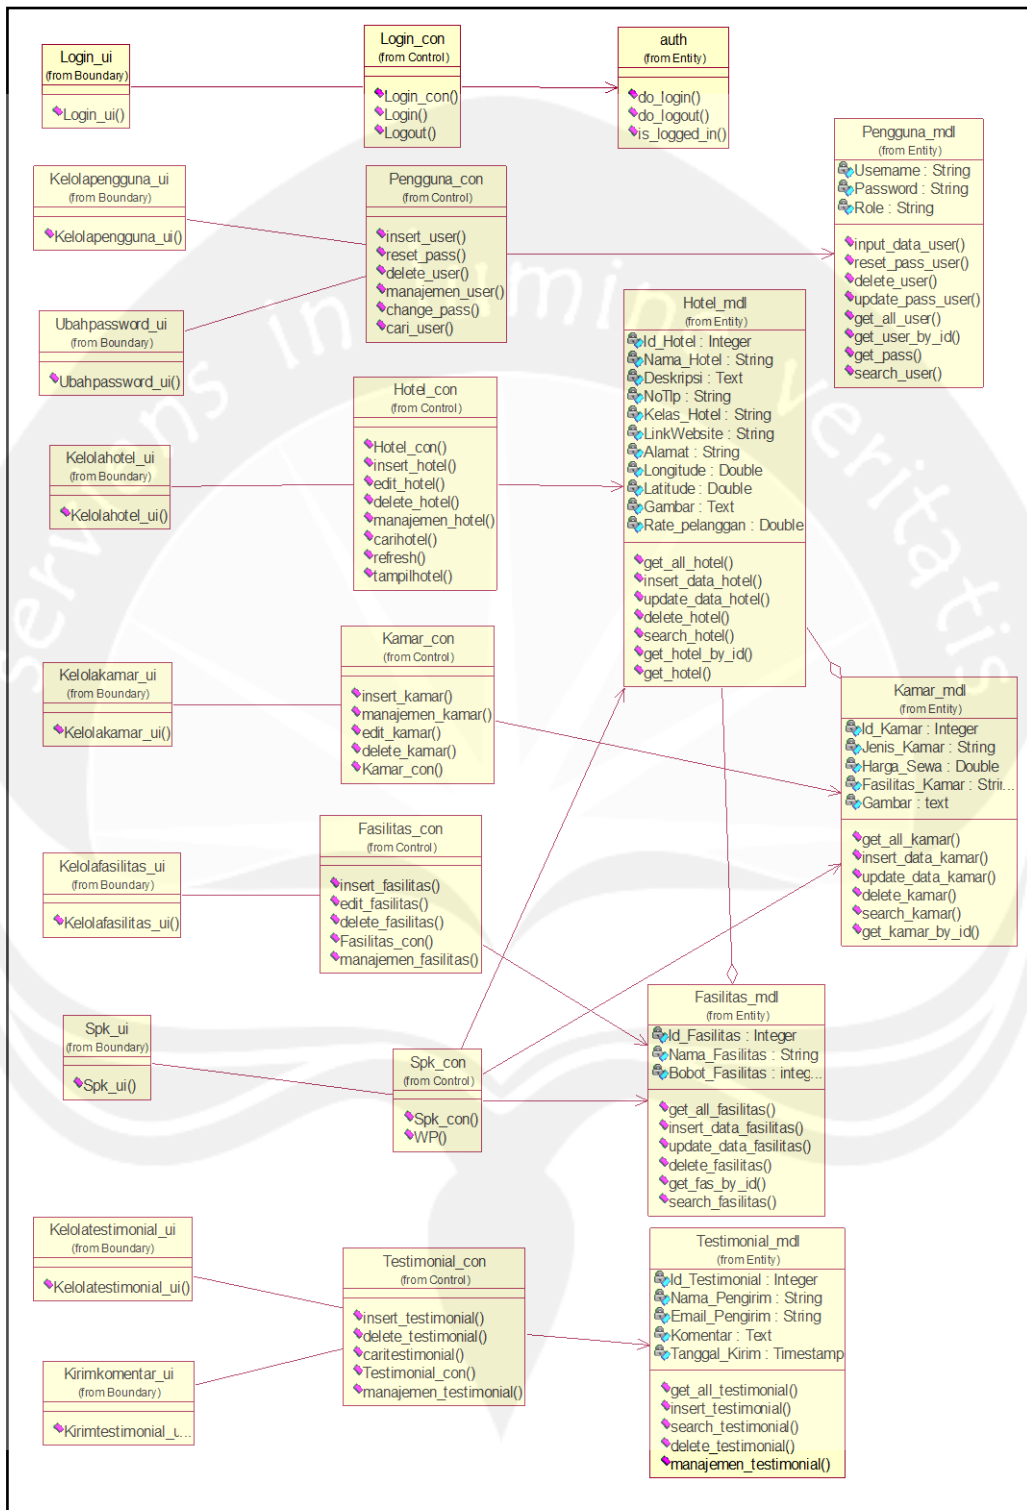 Login_ui
(from Boundary)
Login_ui()
Login_con
(from Control)
Login_con()
Login()
Logout()
auth
(from Entity)
do_login()
do_logout()
is_logged_in()
Pengguna_mdl
(from Entity)
Username : String
Password : String
Role : String
input_data_user()
reset_pass_user()
delete_user()
update_pass_user()
get_all_user()
get_user_by_id()
get_pass()
search_user()
Kelolapengguna_ui
(from Boundary)
Kelolapengguna_ui()
Pengguna_con
(from Control)
insert_user()
reset_pass()
delete_user()
manajemen_user()
change_pass()
cari_user()
Ubahpassword_ui
(from Boundary)
Ubahpassword_ui()
Hotel_mdl
(from Entity)
Id_Hotel : Integer
Nama_Hotel : String
Deskripsi : Text
NoTlp : String
Kelas_Hotel : String
LinkWebsite : String
Alamat : String
Longitude : Double
Latitude : Double
Gambar : Text
Rate_pelanggan : Double
get_all_hotel()
insert_data_hotel()
update_data_hotel()
delete_hotel()
search_hotel()
get_hotel_by_id()
get_hotel()
Hotel_con
(from Control)
Hotel_con()
insert_hotel()
edit_hotel()
delete_hotel()
manajemen_hotel()
carihotel()
refresh()
tampilhotel()
Kelolahotel_ui
(from Boundary)
Kelolahotel_ui()
Kamar_con
(from Control)
insert_kamar()
manajemen_kamar()
edit_kamar()
delete_kamar()
Kamar_con()
Kelolakamar_ui
(from Boundary)
Kelolakamar_ui()
Kamar_mdl
(from Entity)
Id_Kamar : Integer
Jenis_Kamar : String
Harga_Sewa : Double
Fasilitas_Kamar : Strin...
Gambar : text
get_all_kamar()
insert_data_kamar()
update_data_kamar()
delete_kamar()
search_kamar()
get_kamar_by_id()
Fasilitas_con
(from Control)
insert_fasilitas()
edit_fasilitas()
delete_fasilitas()
Fasilitas_con()
manajemen_fasilitas()
Kelolafasilitas_ui
(from Boundary)
Kelolafasilitas_ui()
Fasilitas_mdl
(from Entity)
Id_Fasilitas : Integer
Nama_Fasilitas : String
Bobot_Fasilitas : integ...
get_all_fasilitas()
insert_data_fasilitas()
update_data_fasilitas()
delete_fasilitas()
get_fas_by_id()
search_fasilitas()
Spk_ui
(from Boundary)
Spk_ui()
Spk_con
(from Control)
Spk_con()
WP()
Kelolatestimonial_ui
(from Boundary)
Kelolatestimonial_ui()
Testimonial_con
(from Control)
insert_testimonial()
delete_testimonial()
caritestimonial()
Testimonial_con()
manajemen_testimonial()
Testimonial_mdl
(from Entity)
Id_Testimonial : Integer
Nama_Pengirim : String
Email_Pengirim : String
Komentar : Text
Tanggal_Kirim : Timestamp
get_all_testimonial()
insert_testimonial()
search_testimonial()
delete_testimonial()
manajemen_testimonial()
Kirimkomentar_ui
(from Boundary)
Kirimtestimonial_u...
serviens in lumine veritatis